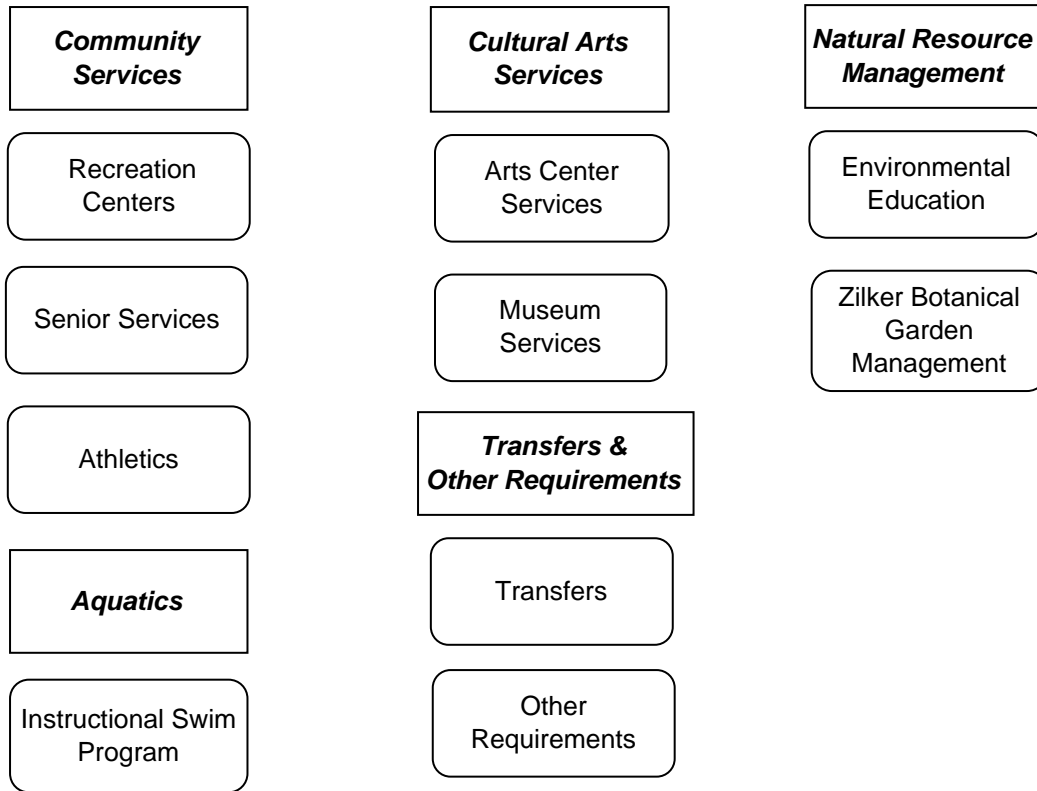 Community
Services
Recreation
Centers
Senior Services
Athletics
Aquatics
Instructional Swim
Program
Cultural Arts
Services
Arts Center
Services
Museum
Services
Transfers &
Other Requirements
Transfers
Other
Requirements
Natural Resource
Management
Environmental
Education
Zilker Botanical
Garden
Management